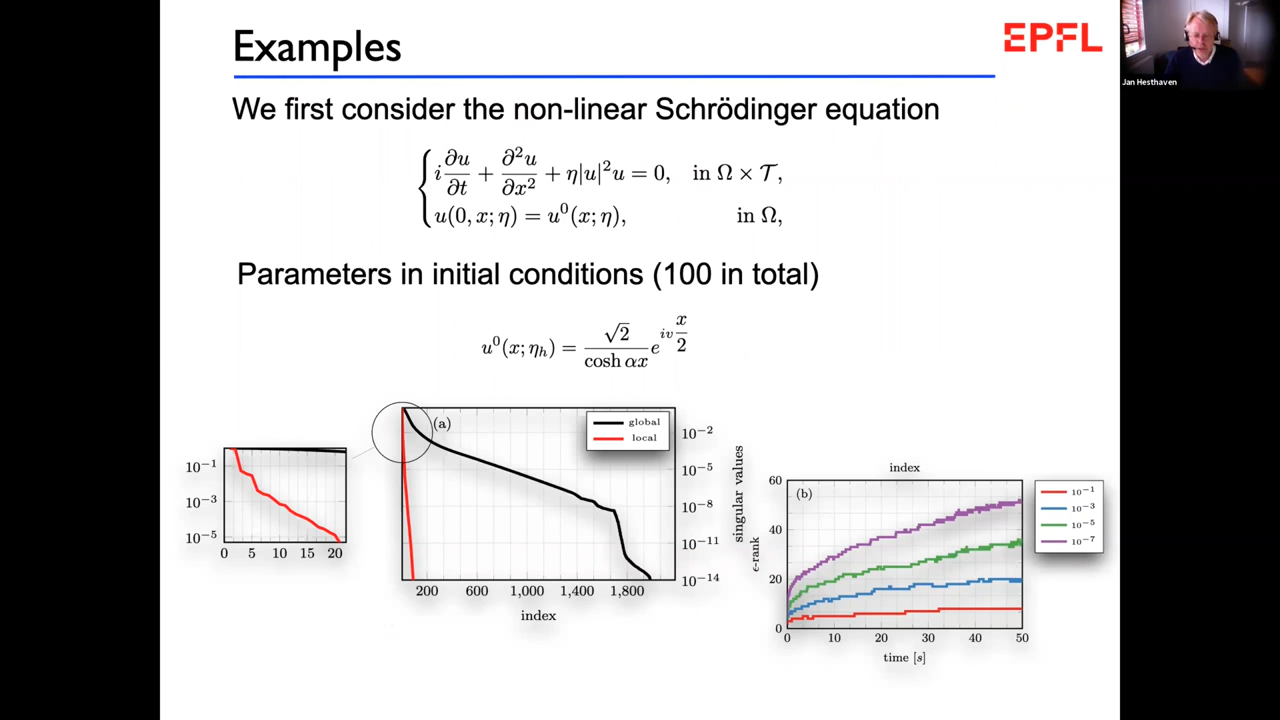 Examples
EPFL
Jan Hesthaven
We first consider the non-linear Schrödinger equation
i ∂u/∂t + ∂²u/∂x² + η|u|²u = 0, in Ω × 𝒯,
u(0, x; η) = u⁰(x; η), in Ω,
Parameters in initial conditions (100 in total)
u⁰(x; η_h) = √2 / cosh αx e^{iv x/2}
(a)
global
local
10⁻²
10⁻⁵
10⁻⁸
10⁻¹¹
10⁻¹⁴
200 600 1,000 1,400 1,800
index
10⁻¹
10⁻³
10⁻⁵
0 5 10 15 20
singular values
ϵ-rank
index
(b)
60
40
20
0
0 10 20 30 40 50
time [s]
10⁻¹
10⁻³
10⁻⁵
10⁻⁷